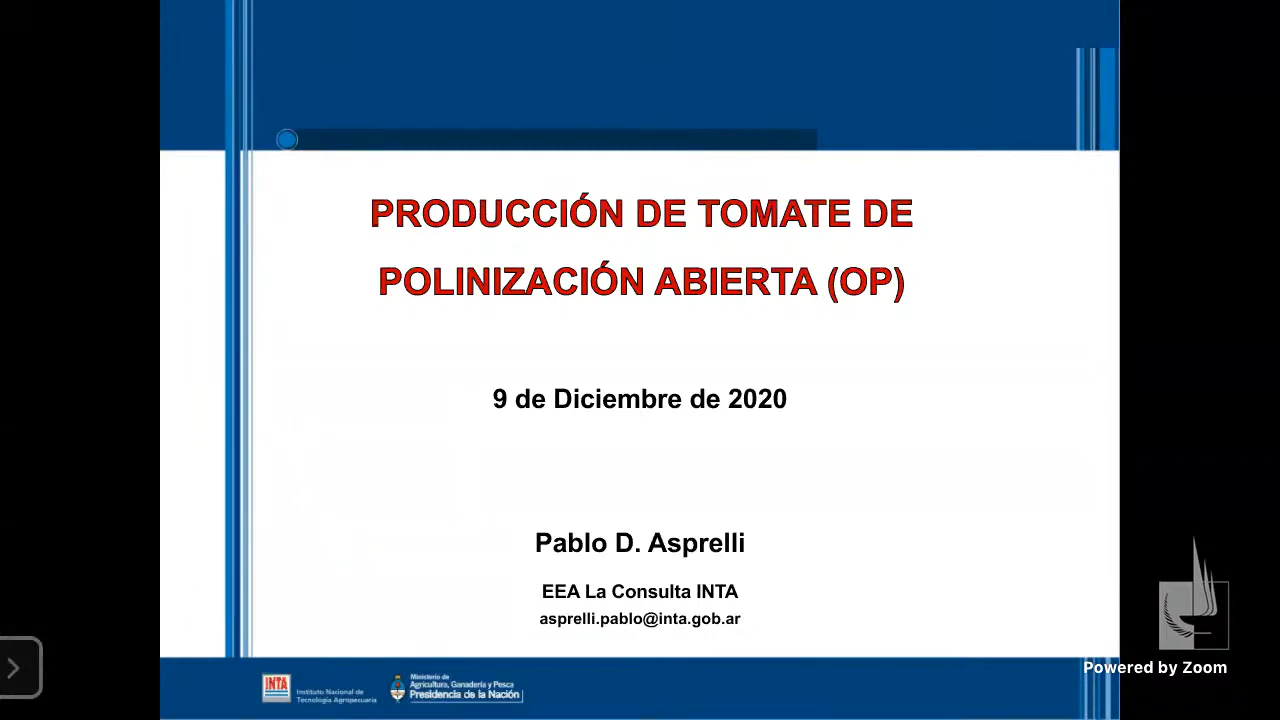 PRODUCCIÓN DE TOMATE DE
POLINIZACIÓN ABIERTA (OP)
9 de Diciembre de 2020
Pablo D. Asprelli
EEA La Consulta INTA
asprelli.pablo@inta.gob.ar
Powered by Zoom
INTA
Instituto Nacional de
Tecnología Agropecuaria
Ministerio de
Agricultura, Ganadería y Pesca
Presidencia de la Nación